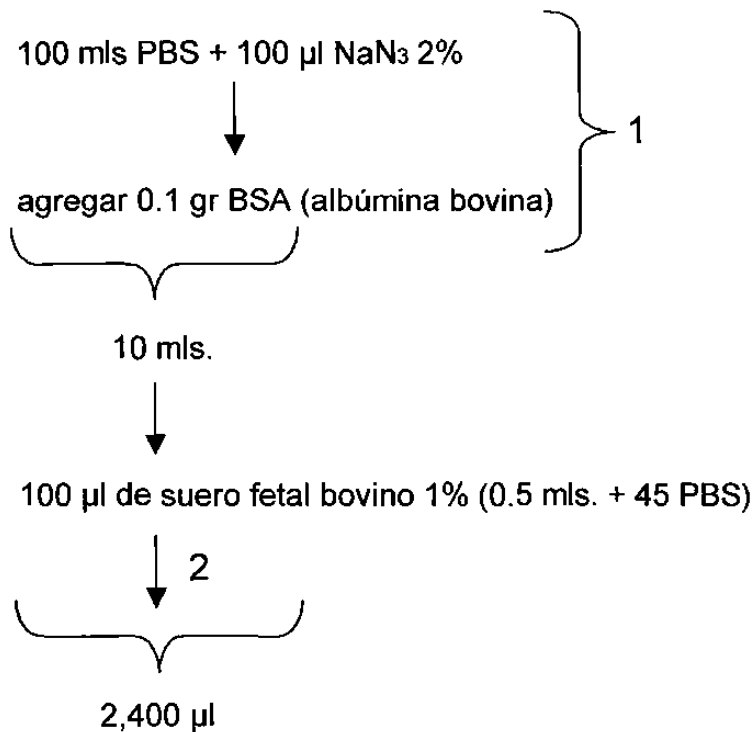 100 mls PBS + 100 µl NaN₃ 2%
1
agregar 0.1 gr BSA (albúmina bovina)
10 mls.
100 µl de suero fetal bovino 1% (0.5 mls. + 45 PBS)
2
2,400 µl